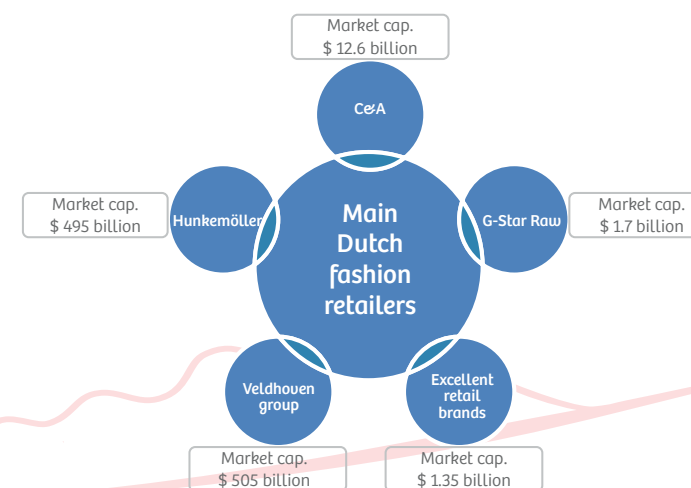 Market cap.
$ 12.6 billion
C&A
Market cap.
$ 495 billion
Hunkemöller
Main
Dutch
fashion
retailers
G-Star Raw
Market cap.
$ 1.7 billion
Veldhoven
group
Excellent
retail
brands
Market cap.
$ 505 billion
Market cap.
$ 1.35 billion